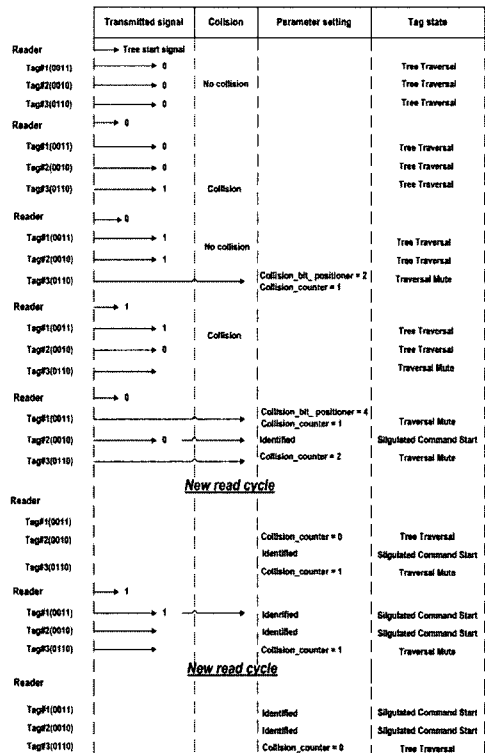 Transmitted signal Collision Parameter setting Tag state
Reader Tree start signal
Tag#1(0011) 0 Tree Traversal
Tag#2(0010) 0 No collision Tree Traversal
Tag#3(0110) 0 Tree Traversal
Reader 0
Tag#1(0011) 0 Tree Traversal
Tag#2(0010) 0 Tree Traversal
Tag#3(0110) 1 Collision Tree Traversal
Reader 0
Tag#1(0011) 1 No collision Tree Traversal
Tag#2(0010) 1 Tree Traversal
Tag#3(0110) Collision_bit_ positioner = 2 Traversal Mute
Collision_counter = 1
Reader 1
Tag#1(0011) Collision Tree Traversal
1
Tag#2(0010) 0 Tree Traversal
Tag#3(0110) Traversal Mute
Reader 0
Tag#1(0011) Collision_bit_ positioner = 4 Traversal Mute
Collision_counter = 1
Tag#2(0010) 0 Identified Silgulated Command Start
Tag#3(0110) Collision_counter = 2 Traversal Mute
New read cycle
Reader
Tag#1(0011)
Tag#2(0010) Collision_counter = 0 Tree Traversal
Identified Silgulated Command Start
Tag#3(0110) Collision_counter = 1 Traversal Mute
Reader 1
Tag#1(0011) 1 Idenrified Silgulated Command Start
Tag#2(0010) Identified Silgulated Command Start
Tag#3(0110) Collision_counter = 1 Traversal Mute
New read cycle
Reader
Tag#1(0011) Identified Silgulated Command Start
Tag#2(0010) Identified Silgulated Command Start
Tag#3(0110) Collision_counter = 0 Tree Traversal